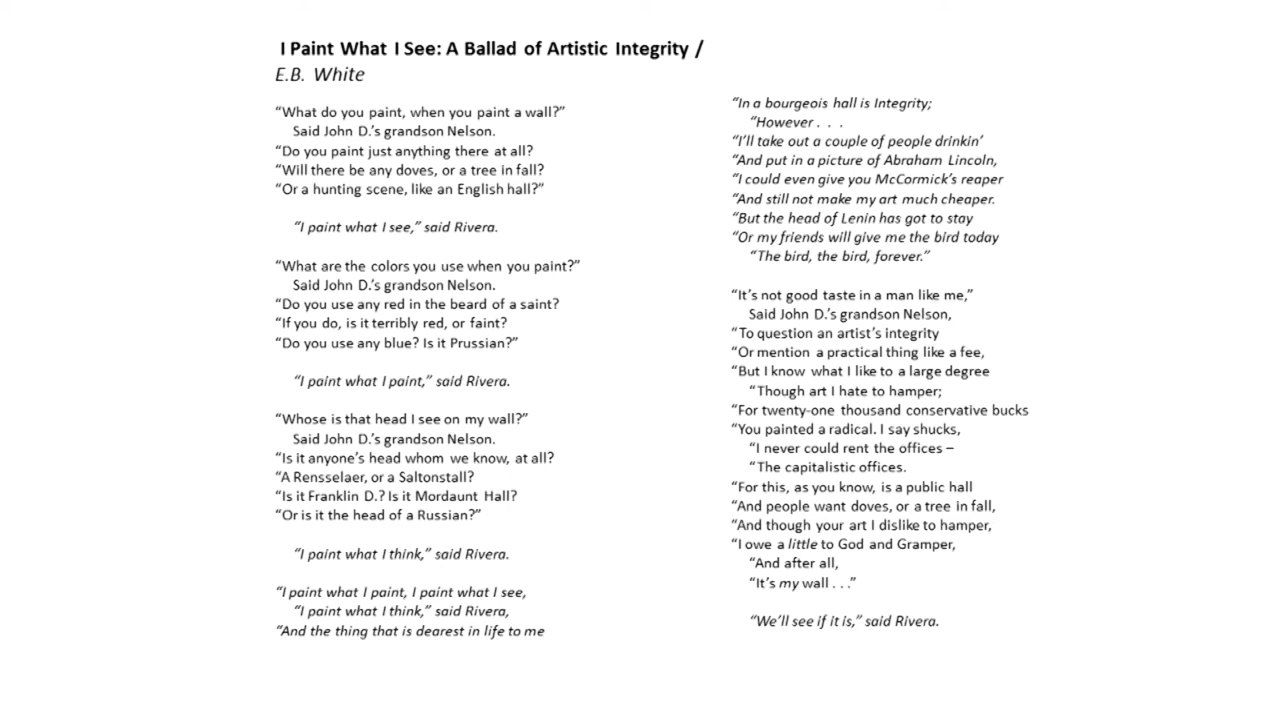 I Paint What I See: A Ballad of Artistic Integrity /
E.B. White
“What do you paint, when you paint a wall?”
Said John D.’s grandson Nelson.
“Do you paint just anything there at all?
“Will there be any doves, or a tree in fall?
“Or a hunting scene, like an English hall?”
“I paint what I see,” said Rivera.
“What are the colors you use when you paint?”
Said John D.’s grandson Nelson.
“Do you use any red in the beard of a saint?
“If you do, is it terribly red, or faint?
“Do you use any blue? Is it Prussian?”
“I paint what I paint,” said Rivera.
“Whose is that head I see on my wall?”
Said John D.’s grandson Nelson.
“Is it anyone’s head whom we know, at all?
“A Rensselaer, or a Saltonstall?
“Is it Franklin D.? Is it Mordaunt Hall?
“Or is it the head of a Russian?”
“I paint what I think,” said Rivera.
“I paint what I paint, I paint what I see,
“I paint what I think,” said Rivera,
“And the thing that is dearest in life to me
“In a bourgeois hall is Integrity;
“However . . .
“I’ll take out a couple of people drinkin’
“And put in a picture of Abraham Lincoln,
“I could even give you McCormick’s reaper
“And still not make my art much cheaper.
“But the head of Lenin has got to stay
“Or my friends will give me the bird today
“The bird, the bird, forever.”
“It’s not good taste in a man like me,”
Said John D.’s grandson Nelson,
“To question an artist’s integrity
“Or mention a practical thing like a fee,
“But I know what I like to a large degree
“Though art I hate to hamper;
“For twenty-one thousand conservative bucks
“You painted a radical. I say shucks,
“I never could rent the offices –
“The capitalistic offices.
“For this, as you know, is a public hall
“And people want doves, or a tree in fall,
“And though your art I dislike to hamper,
“I owe a little to God and Gramper,
“And after all,
“It’s my wall . . .”
“We’ll see if it is,” said Rivera.